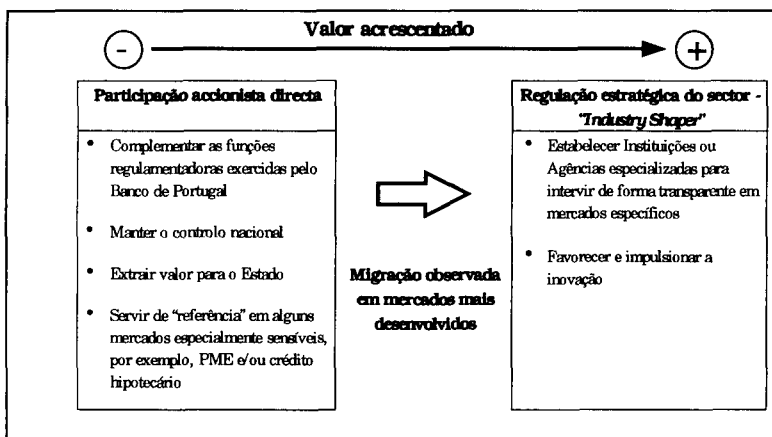 Valor acrescentado
-
+
Participação accionista directa
• Complementar as funções
regulamentadoras exercidas pelo
Banco de Portugal
• Manter o controlo nacional
• Extrair valor para o Estado
• Servir de "referência" em alguns
mercados especialmente sensíveis,
por exemplo, PME e/ou crédito
hipotecário
Migração observada
em mercados mais
desenvolvidos
Regulação estratégica do sector -
"Industry Shaper"
• Estabelecer Instituições ou
Agências especializadas para
intervir de forma transparente em
mercados específicos
• Favorecer e impulsionar a
inovação